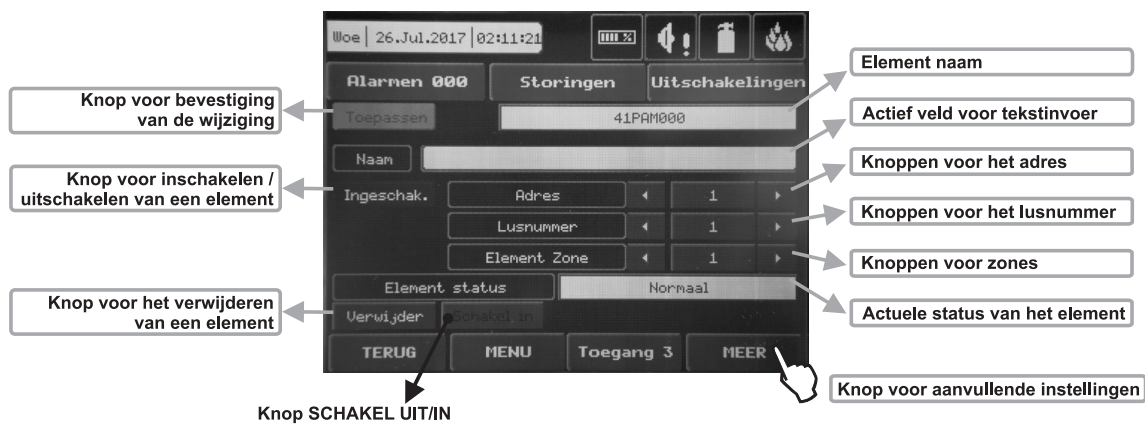 Woe 26.Jul.2017 02:11:21
Alarmen 000 Storingen Uitschakelingen
Toepassen 41PAM000
Naam
Ingeschak. Adres 1
Lusnummer 1
Element Zone 1
Element status Normaal
Verwijder Schakel in
TERUG MENU Toegang 3 MEER
Knop voor bevestiging
van de wijziging
Knop voor inschakelen /
uitschakelen van een element
Knop voor het verwijderen
van een element
Knop SCHAKEL UIT/IN
Element naam
Actief veld voor tekstinvoer
Knoppen voor het adres
Knoppen voor het lusnummer
Knoppen voor zones
Actuele status van het element
Knop voor aanvullende instellingen